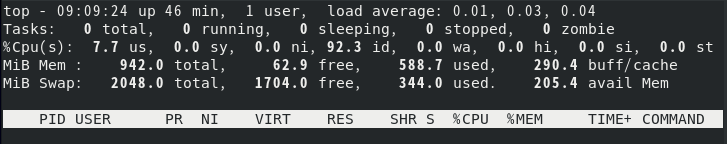 top - 09:09:24 up 46 min,  1 user,  load average: 0.01, 0.03, 0.04
Tasks:   0 total,   0 running,   0 sleeping,   0 stopped,   0 zombie
%Cpu(s):  7.7 us,  0.0 sy,  0.0 ni, 92.3 id,  0.0 wa,  0.0 hi,  0.0 si,  0.0 st
MiB Mem :    942.0 total,     62.9 free,    588.7 used,    290.4 buff/cache
MiB Swap:   2048.0 total,   1704.0 free,    344.0 used.    205.4 avail Mem
PID USER      PR  NI    VIRT    RES    SHR S  %CPU  %MEM     TIME+ COMMAND